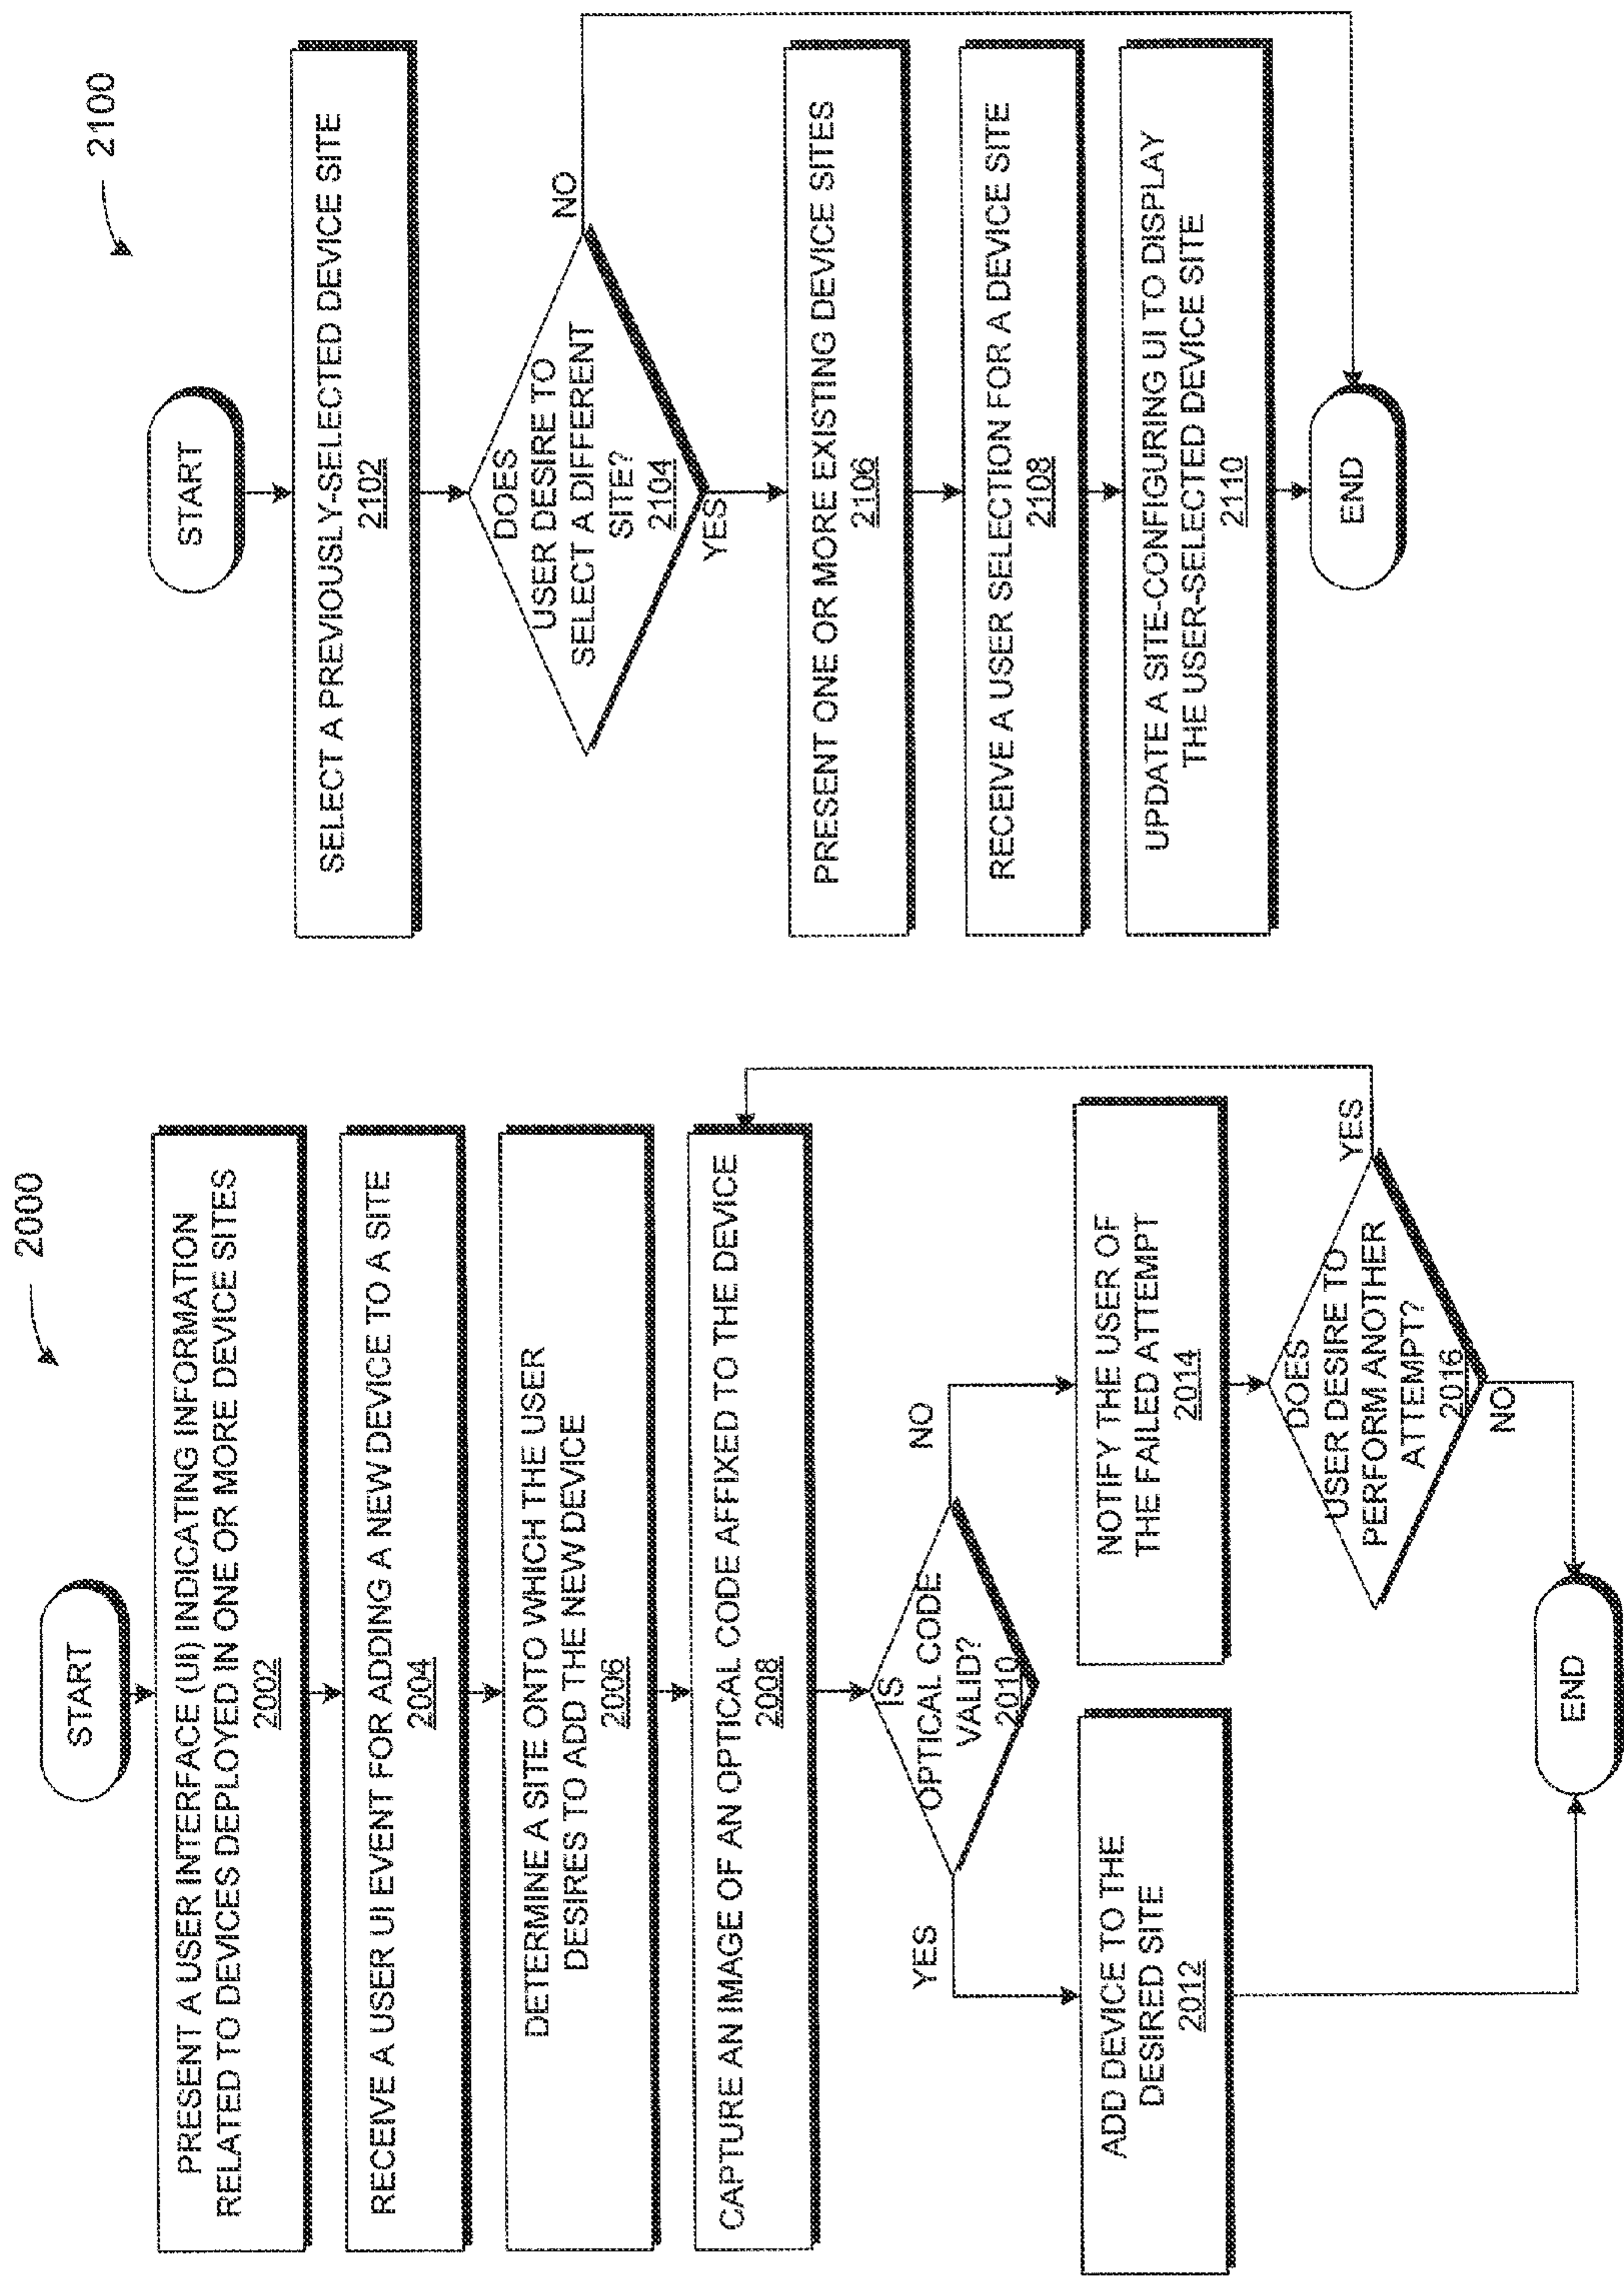 2000
START
PRESENT A USER INTERFACE (UI) INDICATING INFORMATION
RELATED TO DEVICES DEPLOYED IN ONE OR MORE DEVICE SITES
2002
RECEIVE A USER UI EVENT FOR ADDING A NEW DEVICE TO A SITE
2004
DETERMINE A SITE ONTO WHICH THE USER
DESIRES TO ADD THE NEW DEVICE
2006
CAPTURE AN IMAGE OF AN OPTICAL CODE AFFIXED TO THE DEVICE
2008
IS
OPTICAL CODE
VALID?
2010
YES
NO
ADD DEVICE TO THE
DESIRED SITE
2012
NOTIFY THE USER OF
THE FAILED ATTEMPT
2014
DOES
USER DESIRE TO
PERFORM ANOTHER
ATTEMPT?
2016
YES
NO
END
2100
START
SELECT A PREVIOUSLY-SELECTED DEVICE SITE
2102
DOES
USER DESIRE TO
SELECT A DIFFERENT
SITE?
2104
NO
YES
PRESENT ONE OR MORE EXISTING DEVICE SITES
2106
RECEIVE A USER SELECTION FOR A DEVICE SITE
2108
UPDATE A SITE-CONFIGURING UI TO DISPLAY
THE USER-SELECTED DEVICE SITE
2110
END